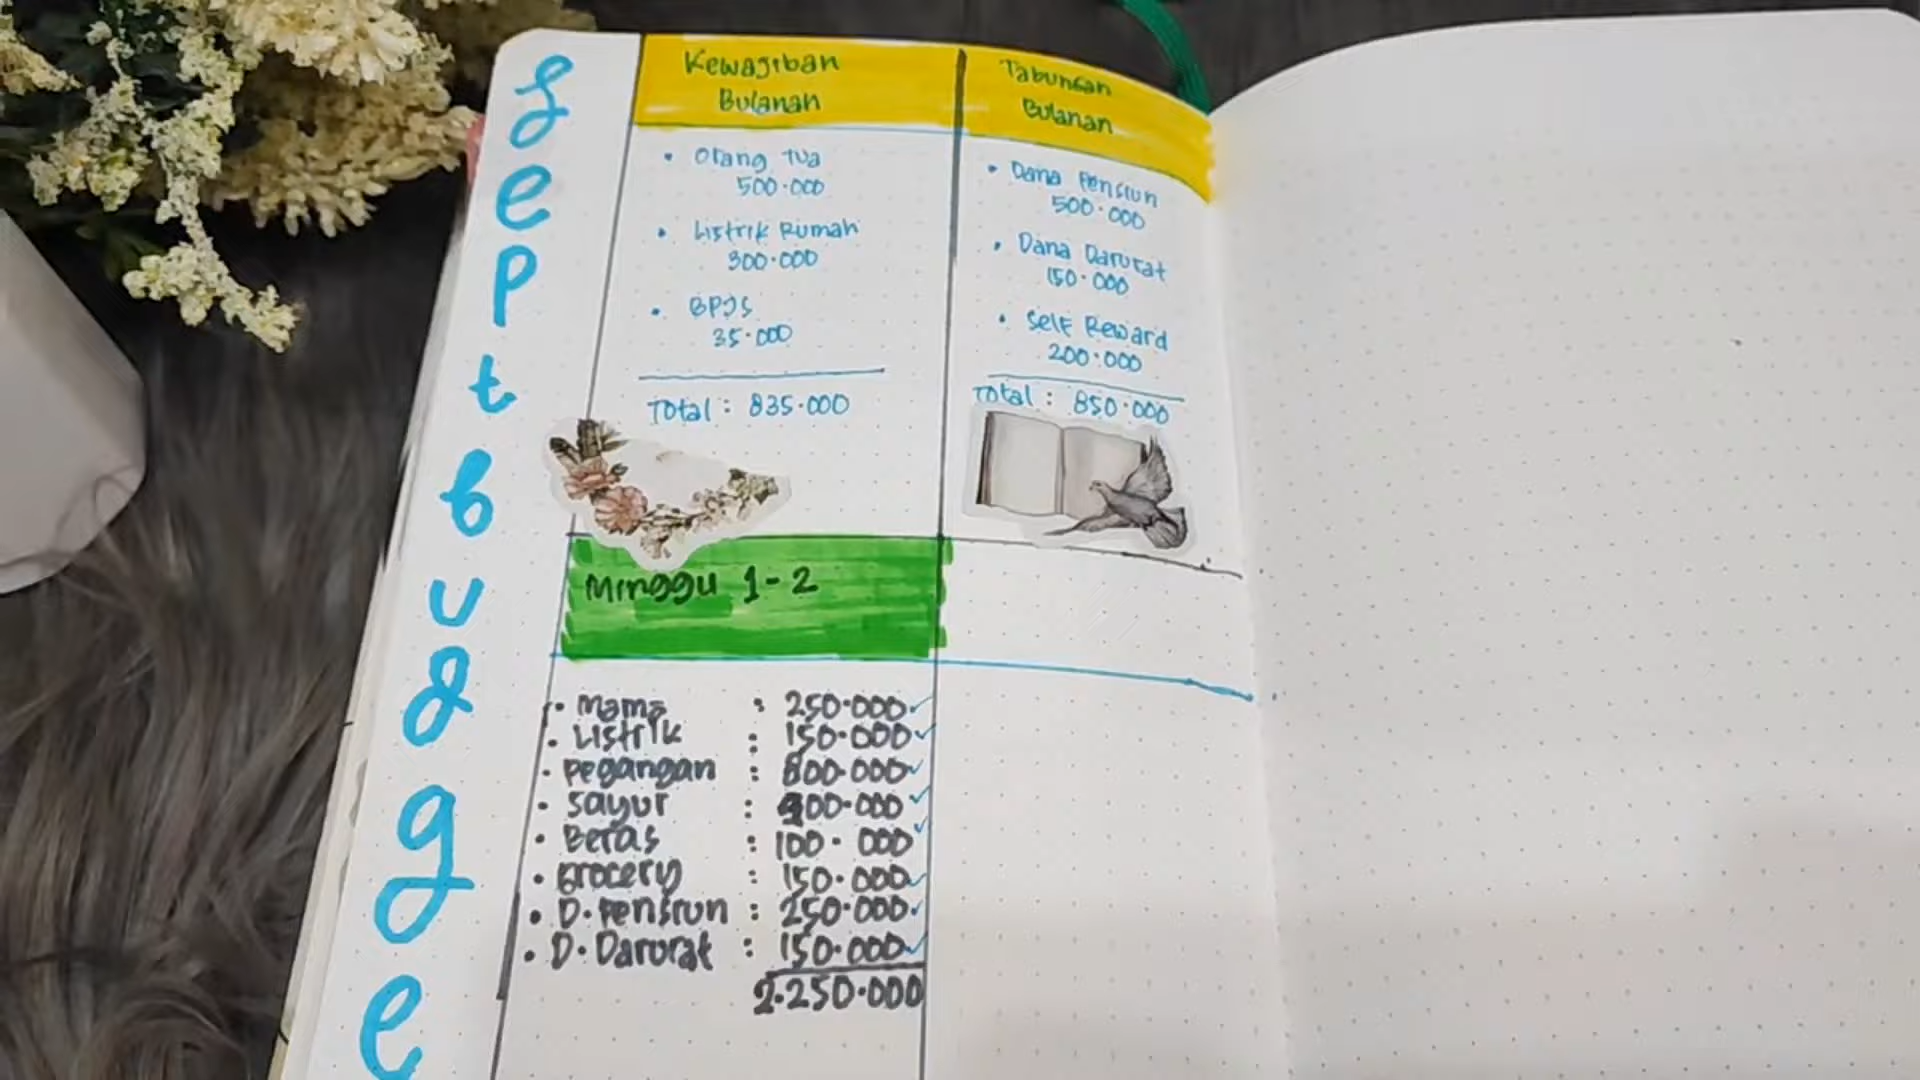 Sept budge
Kewajiban
Bulanan
• Orang tua
500.000
• Listrik Rumah
300.000
• BPJS
35.000
Total : 835.000
Tabungan
Bulanan
• Dana Pensiun
500.000
• Dana Darurat
150.000
• Self Reward
200.000
Total : 850.000
Minggu 1-2
• Mama : 250.000 ✓
• Listrik : 150.000 ✓
• Pegangan : 800.000 ✓
• Sayur : 400.000 ✓
• Beras : 100.000 ✓
• Grocery : 150.000 ✓
• D. Pensiun : 250.000 ✓
• D. Darurat : 150.000 ✓
2.250.000